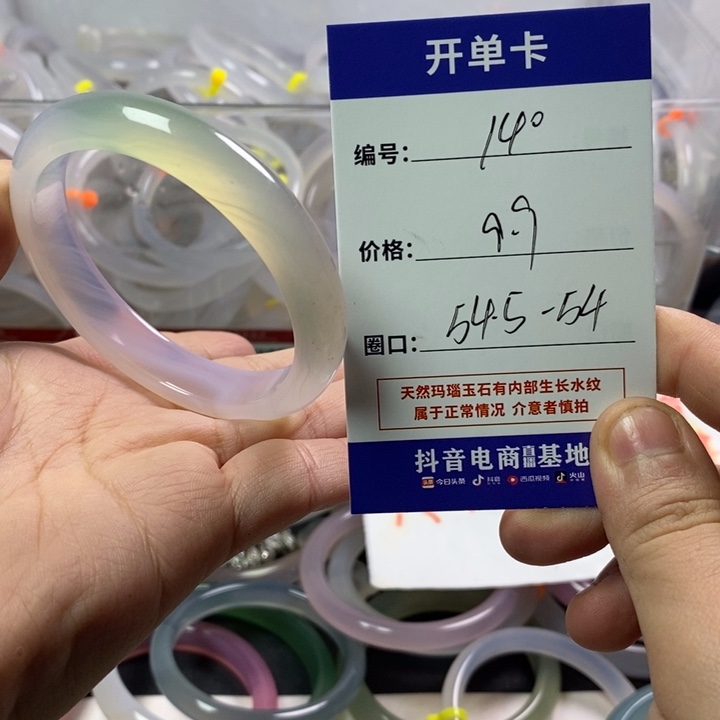 开单卡
编号: 140
价格: 9.9
圈口: 54.5-54
天然玛瑙玉石有内部生长水纹
属于正常情况 介意者慎拍
抖音电商直播基地
头条 今日头条 抖音 西瓜视频 火山